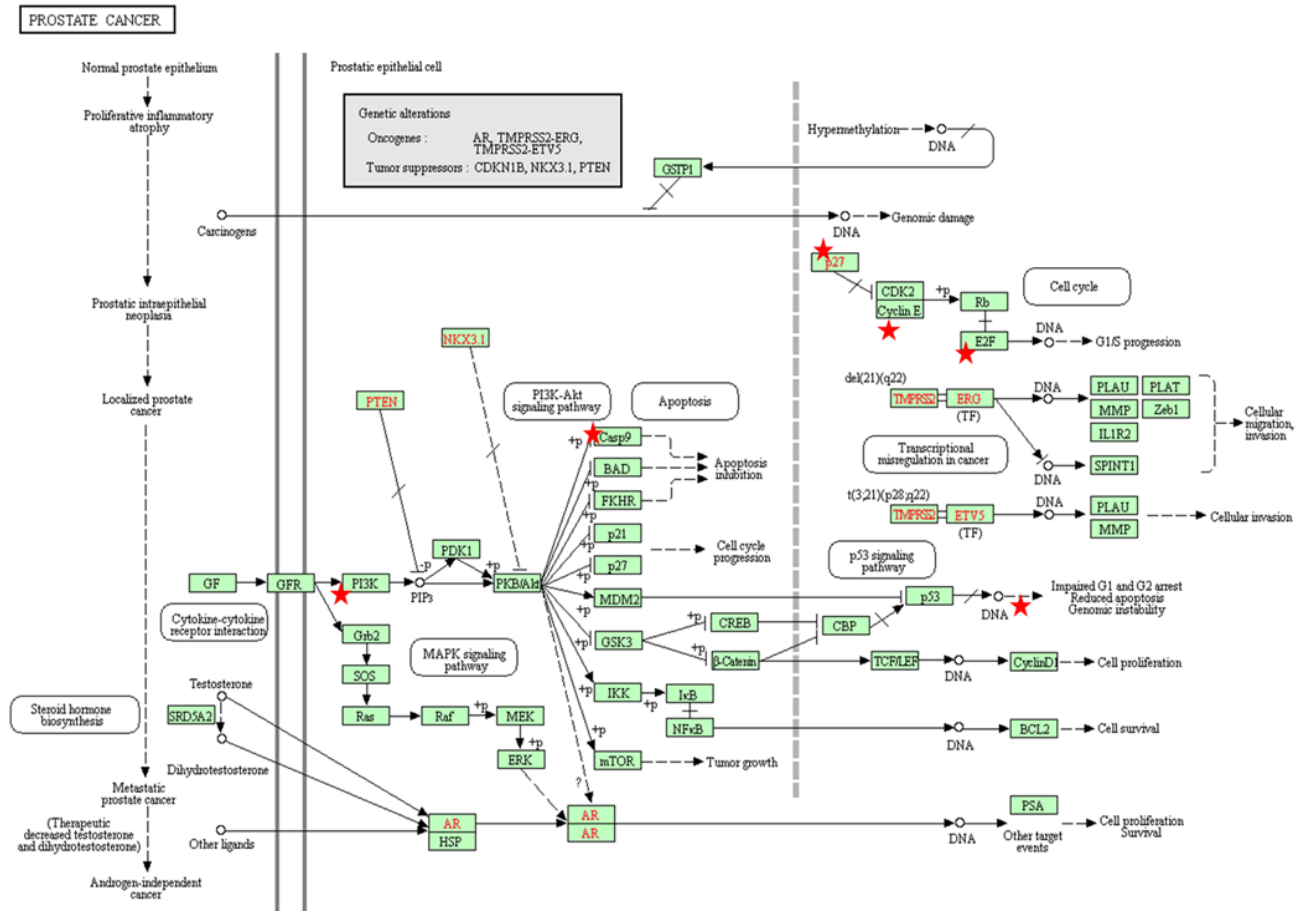 PROSTATE CANCER
Normal prostate epithelium
Proliferative inflammatory
atrophy
Prostatic intraepithelial
neoplasia
Localized prostate
cancer
Steroid hormone
biosynthesis
Metastatic
prostate cancer
(Therapeutic
decreased testosterone
and dihydrotestosterone)
Androgen-independent
cancer
Prostatic epithelial cell
Genetic alterations
Oncogenes : AR, TMPRSS2-ERG,
TMPRSS2-ETV5
Tumor suppressors : CDKN1B, NKX3.1, PTEN
Hypermethylation
DNA
GSTP1
Carcinogens
DNA
Genomic damage
p27
CDK2
Cyclin E
+p
Rb
E2F
Cell cycle
DNA
G1/S progression
NKX3.1
PTEN
PI3K-Akt
signaling pathway
Apoptosis
del(21)(q22)
TMPRSS2
ERG
(TF)
DNA
PLAU
PLAT
MMP
Zeb1
IL1R2
DNA
SPINT1
Cellular
migration,
invasion
Transcriptional
misregulation in cancer
t(3;21)(p28;q22)
TMPRSS2
ETV5
(TF)
DNA
PLAU
MMP
Cellular invasion
+p
Casp9
+p
BAD
+p
FKHR
Apoptosis
inhibition
+p
p21
+p
p27
Cell cycle
progression
GF
GFR
PI3K
-p
PIP3
PDK1
+p
PKB/Akt
+p
MDM2
p53 signaling
pathway
p53
DNA
Impaired G1 and G2 arrest
Reduced apoptosis
Genomic instability
Cytokine-cytokine
receptor interaction
Grb2
SOS
MAPK signaling
pathway
+p
GSK3
+p
CREB
+p
β-Catenin
CBP
TCF/LEF
DNA
CyclinD1
Cell proliferation
Testosterone
SRD5A2
Dihydrotestosterone
Ras
Raf
+p
MEK
+p
ERK
+p
IKK
+p
IκB
NFκB
DNA
BCL2
Cell survival
+p
mTOR
Tumor growth
?
Other ligands
AR
HSP
AR
AR
DNA
PSA
Other target
events
Cell proliferation
Survival